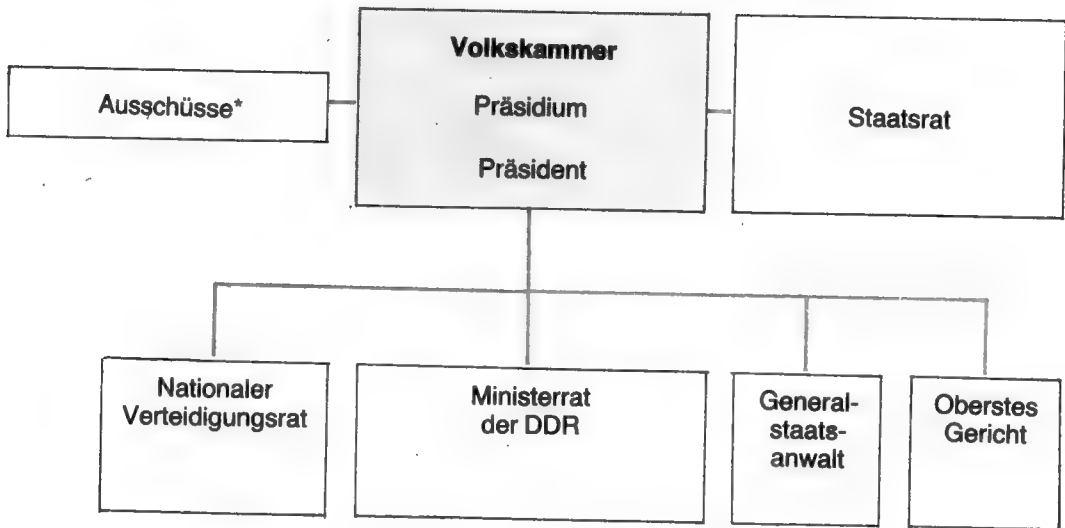 Volkskammer
Präsidium
Präsident
Ausschüsse*
Staatsrat
Nationaler
Verteidigungsrat
Ministerrat
der DDR
General-
staats-
anwalt
Oberstes
Gericht